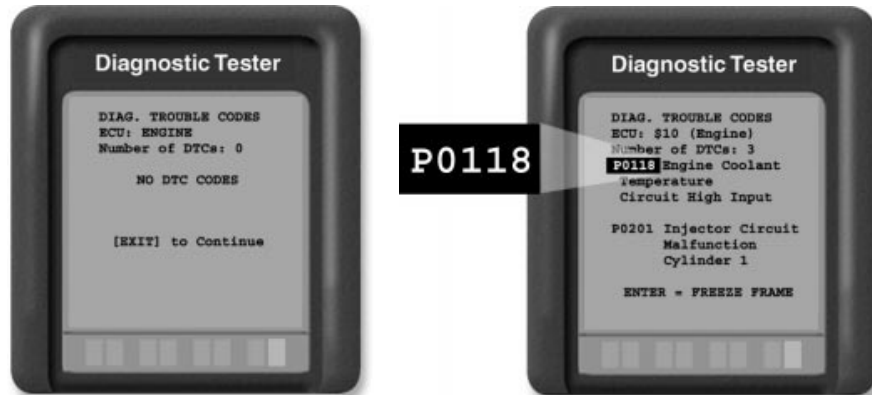 Diagnostic Tester
DIAG. TROUBLE CODES
ECU: ENGINE
Number of DTCs: 0
NO DTC CODES
[EXIT] to Continue
P0118
Diagnostic Tester
DIAG. TROUBLE CODES
ECU: $10 (Engine)
Number of DTCs: 3
P0118 Engine Coolant
Temperature
Circuit High Input
P0201 Injector Circuit
Malfunction
Cylinder 1
ENTER = FREEZE FRAME